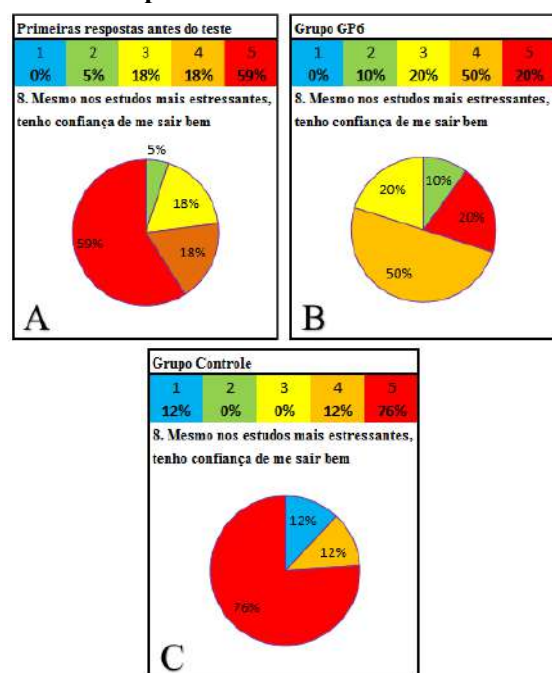 Primeiras respostas antes do teste
1 2 3 4 5
0% 5% 18% 18% 59%
8. Mesmo nos estudos mais estressantes,
tenho confiança de me sair bem
5%
18%
59%
18%
A
Grupo GP6
1 2 3 4 5
0% 10% 20% 50% 20%
8. Mesmo nos estudos mais estressantes,
tenho confiança de me sair bem
20%
10%
20%
50%
B
Grupo Controle
1 2 3 4 5
12% 0% 0% 12% 76%
8. Mesmo nos estudos mais estressantes,
tenho confiança de me sair bem
12%
12%
76%
C